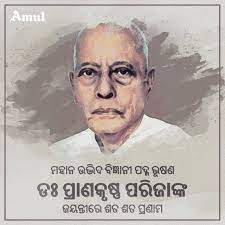 Amul
ମହାନ ଉଦ୍ଭିଦ ବିଜ୍ଞାନୀ ପଦ୍ମ ଭୂଷଣ
ଡଃ ପ୍ରାଣକୃଷ୍ଣ ପରିଜାଙ୍କ
ଜୟନ୍ତୀରେ ଶତ ଶତ ପ୍ରଣାମ